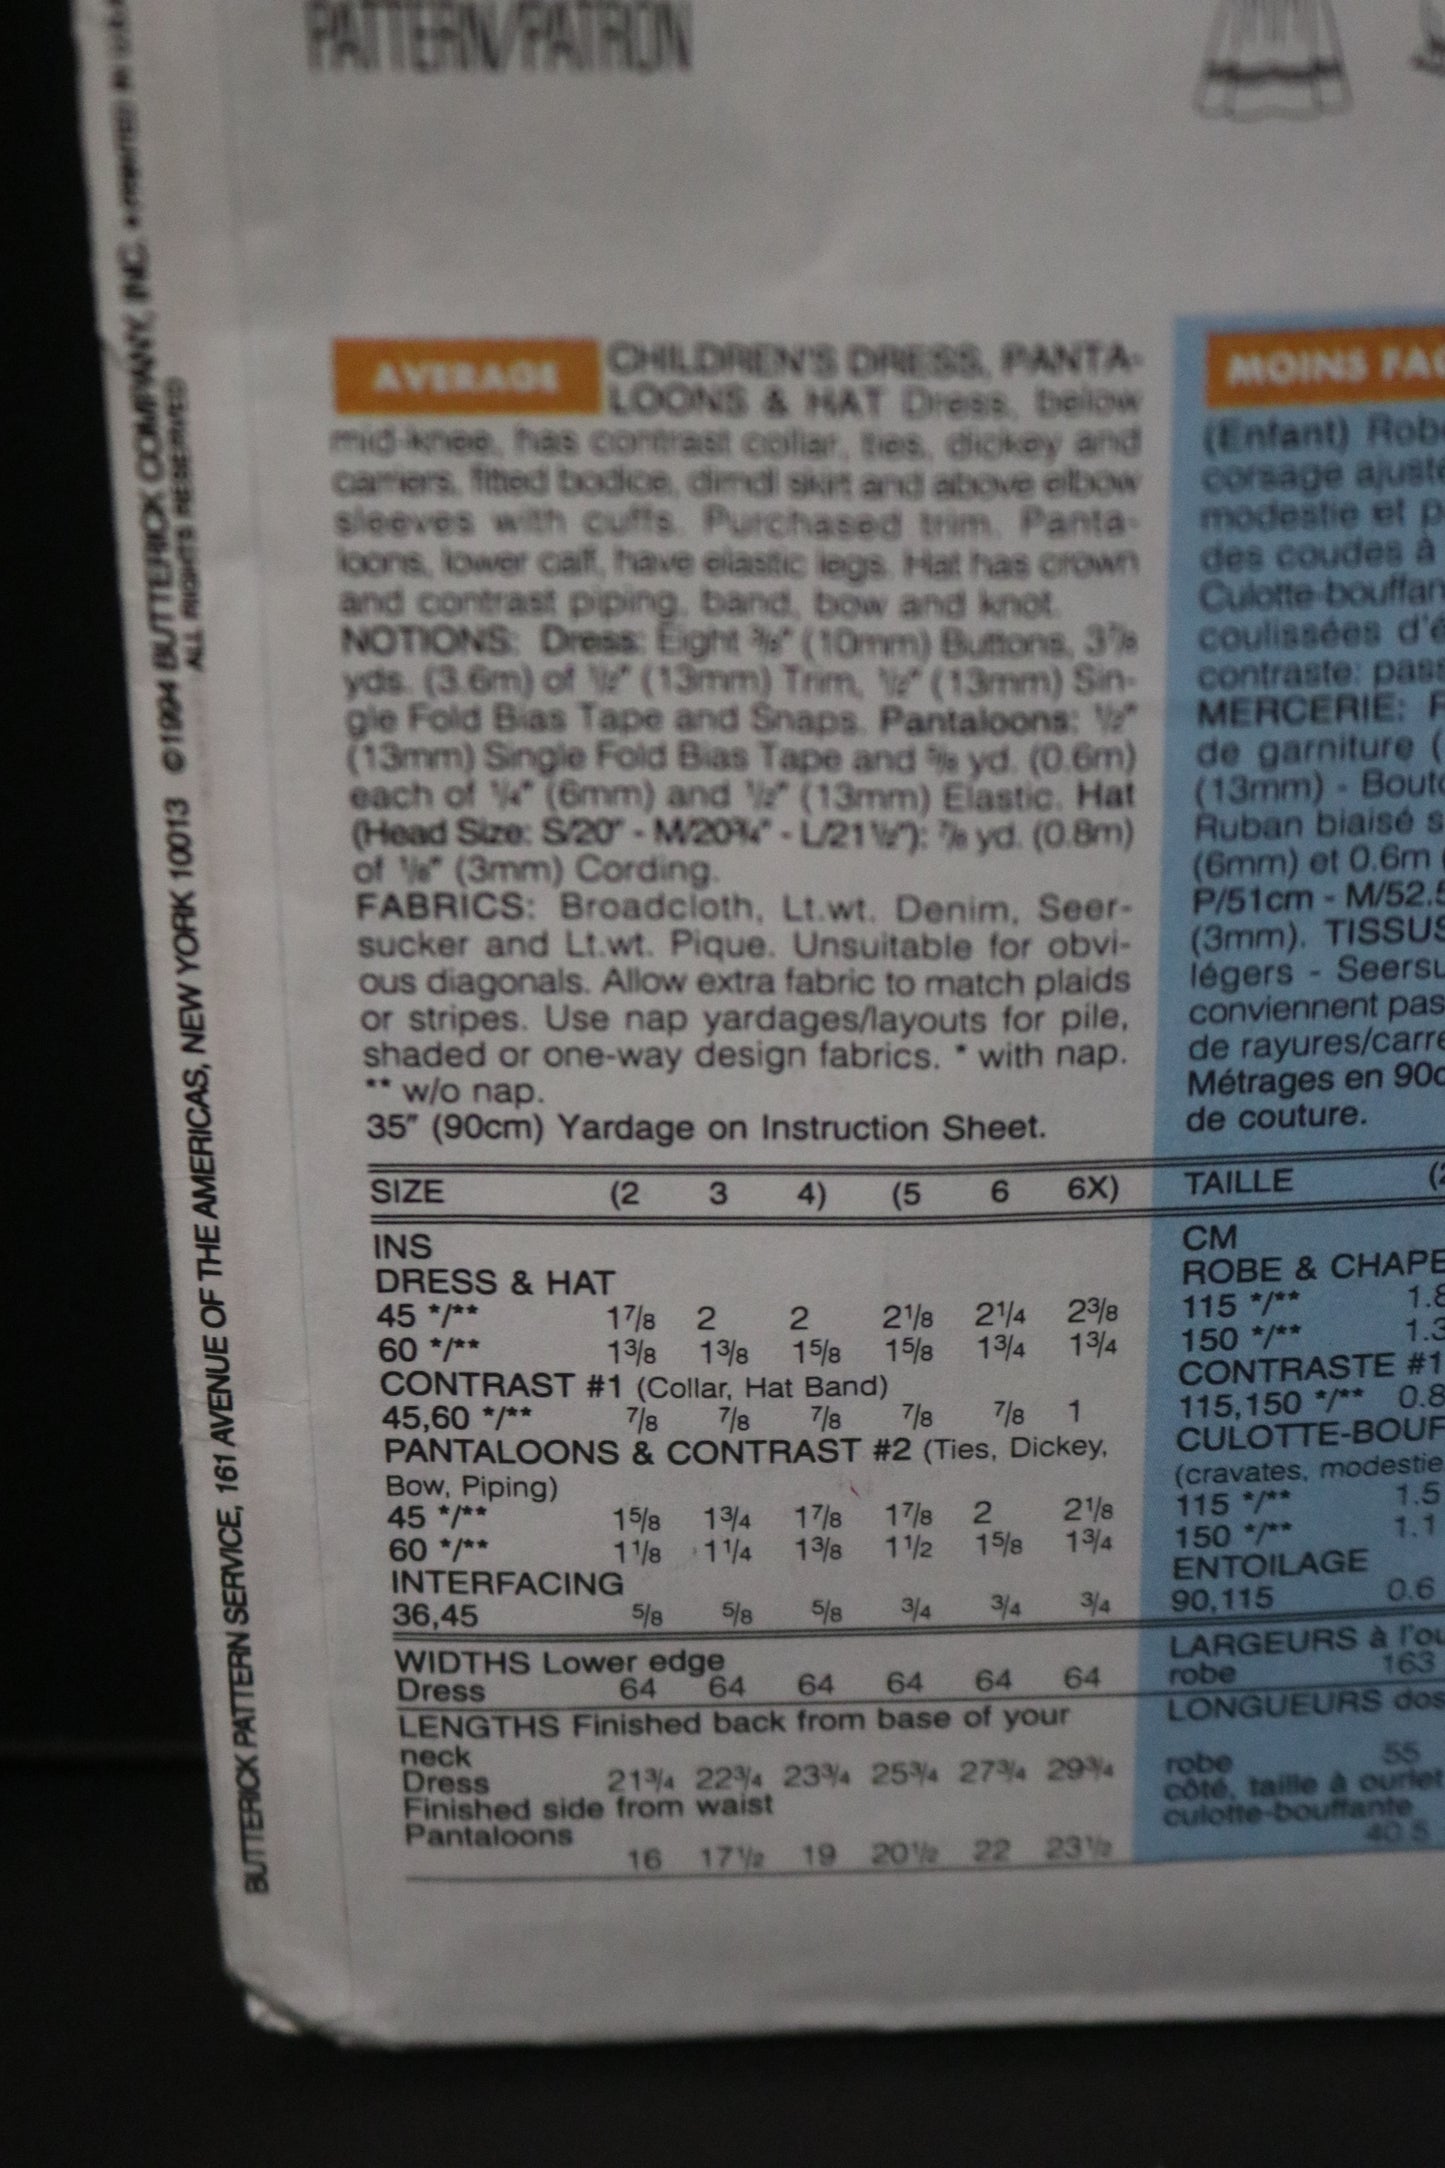 PATTERN/PATRON
AVERAGE
CHILDREN'S DRESS, PANTA-
LOONS & HAT Dress, below
mid-knee, has contrast collar, ties, dickey and
carriers, fitted bodice, dirndl skirt and above elbow
sleeves with cuffs. Purchased trim. Panta-
loons, lower calf, have elastic legs. Hat has crown
and contrast piping, band, bow and knot.
NOTIONS: Dress: Eight 3/8" (10mm) Buttons, 3 7/8
yds. (3.6m) of 1/2" (13mm) Trim, 1/2" (13mm) Sin-
gle Fold Bias Tape and Snaps. Pantaloons: 1/2"
(13mm) Single Fold Bias Tape and 5/8 yd. (0.6m)
each of 1/4" (6mm) and 1/2" (13mm) Elastic. Hat
(Head Size: S/20" - M/20 3/4" - L/21 1/2"): 7/8 yd. (0.8m)
of 1/8" (3mm) Cording.
FABRICS: Broadcloth, Lt.wt. Denim, Seer-
sucker and Lt.wt. Pique. Unsuitable for obvi-
ous diagonals. Allow extra fabric to match plaids
or stripes. Use nap yardages/layouts for pile,
shaded or one-way design fabrics. * with nap.
** w/o nap.
35" (90cm) Yardage on Instruction Sheet.
SIZE (2 3 4) (5 6 6X)
INS
DRESS & HAT
45 */** 1 7/8 2 2 2 1/8 2 1/4 2 3/8
60 */** 1 3/8 1 3/8 1 5/8 1 5/8 1 3/4 1 3/4
CONTRAST #1 (Collar, Hat Band)
45,60 */** 7/8 7/8 7/8 7/8 7/8 1
PANTALOONS & CONTRAST #2 (Ties, Dickey,
Bow, Piping)
45 */** 1 5/8 1 3/4 1 7/8 1 7/8 2 2 1/8
60 */** 1 1/8 1 1/4 1 3/8 1 1/2 1 5/8 1 3/4
INTERFACING
36,45 5/8 5/8 5/8 3/4 3/4 3/4
WIDTHS Lower edge
Dress 64 64 64 64 64 64
LENGTHS Finished back from base of your
neck
Dress 21 3/4 22 3/4 23 3/4 25 3/4 27 3/4 29 3/4
Finished side from waist
Pantaloons
16 17 1/2 19 20 1/2 22 23 1/2
MOINS FAC
(Enfant) Rob
corsage ajust
modestie et p
des coudes à
Culotte-bouffan
coulissées d'é
contraste: pass
MERCERIE:
de garniture (
(13mm) - Bout
Ruban biaisé s
(6mm) et 0.6m
P/51cm - M/52.5
(3mm). TISSUS
légers - Seersu
conviennent pas
de rayures/carre
Métrages en 90c
de couture.
TAILLE (2
CM
ROBE & CHAPE
115 */** 1.8
150 */** 1.3
CONTRASTE #1
115,150 */** 0.8
CULOTTE-BOUF
(cravates, modestie
115 */** 1.5
150 */** 1.1
ENTOILAGE
90,115 0.6
LARGEURS à l'ou
robe 163
LONGUEURS dos
robe 55
côté, taille à ourlet
culotte-bouffante
40.5
BUTTERICK PATTERN SERVICE, 161 AVENUE OF THE AMERICAS, NEW YORK 10013 ©1994 BUTTERICK COMPANY, INC. • PRINTED IN U.S.A.
ALL RIGHTS RESERVED